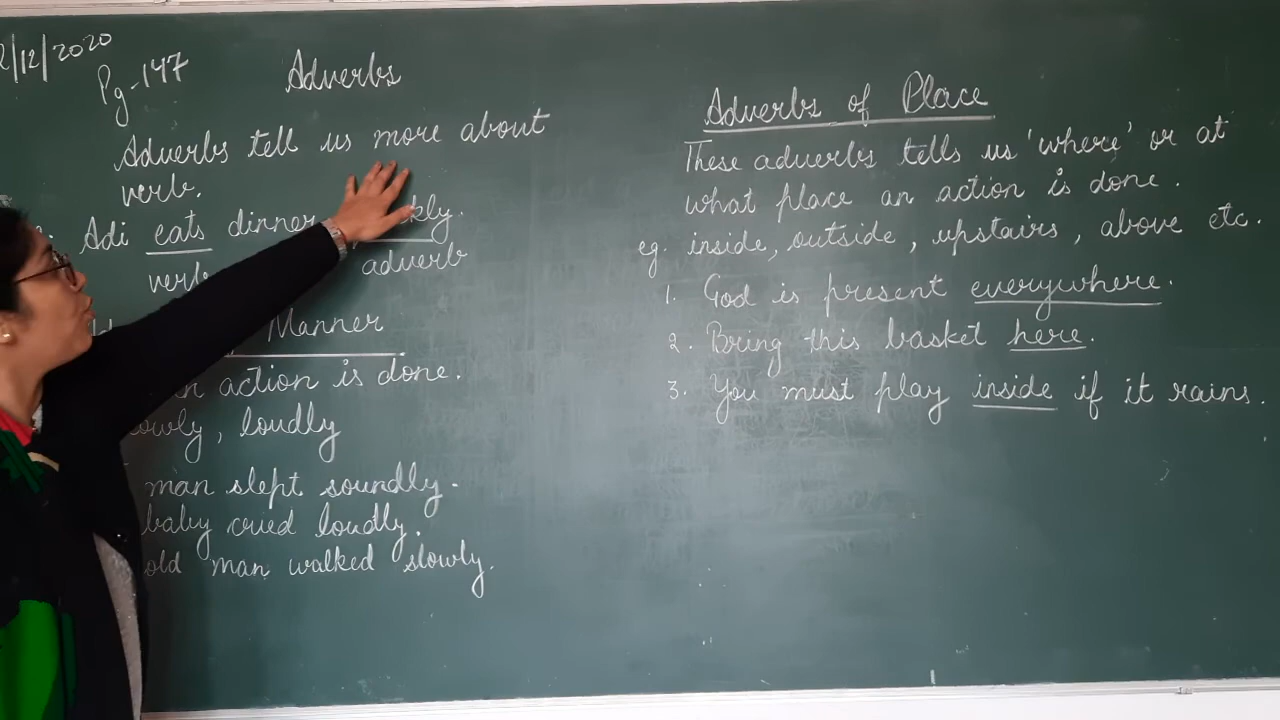 2/12/2020
Pg-147
Adverbs
Adverbs tell us more about
verb.
Adi eats dinner
verb adverb
Manner
action is done.
loudly
man slept soundly.
baby cried loudly.
old man walked slowly.
Adverbs of Place
These adverbs tells us 'where' or at
what place an action is done.
eg. inside, outside, upstairs, above etc.
1. God is present everywhere.
2. Bring this basket here.
3. You must play inside if it rains.